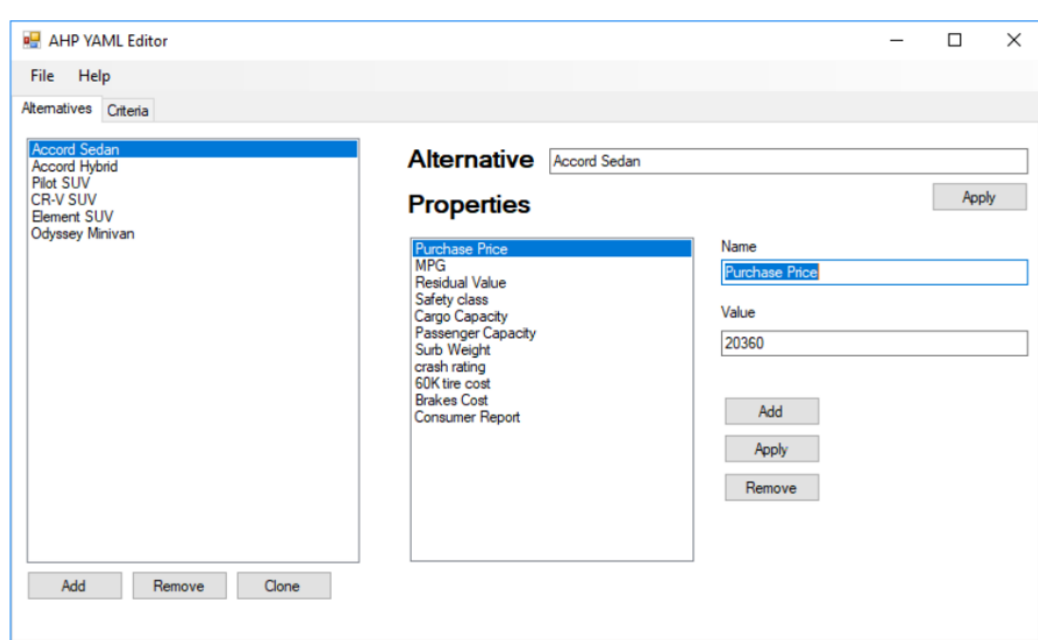 AHP YAML Editor
File Help
Alternatives Criteria
Accord Sedan
Accord Hybrid
Pilot SUV
CR-V SUV
Element SUV
Odyssey Minivan
Add Remove Clone
Alternative Accord Sedan
Apply
Properties
Purchase Price
MPG
Residual Value
Safety class
Cargo Capacity
Passenger Capacity
Surb Weight
crash rating
60K tire cost
Brakes Cost
Consumer Report
Name
Purchase Price
Value
20360
Add
Apply
Remove